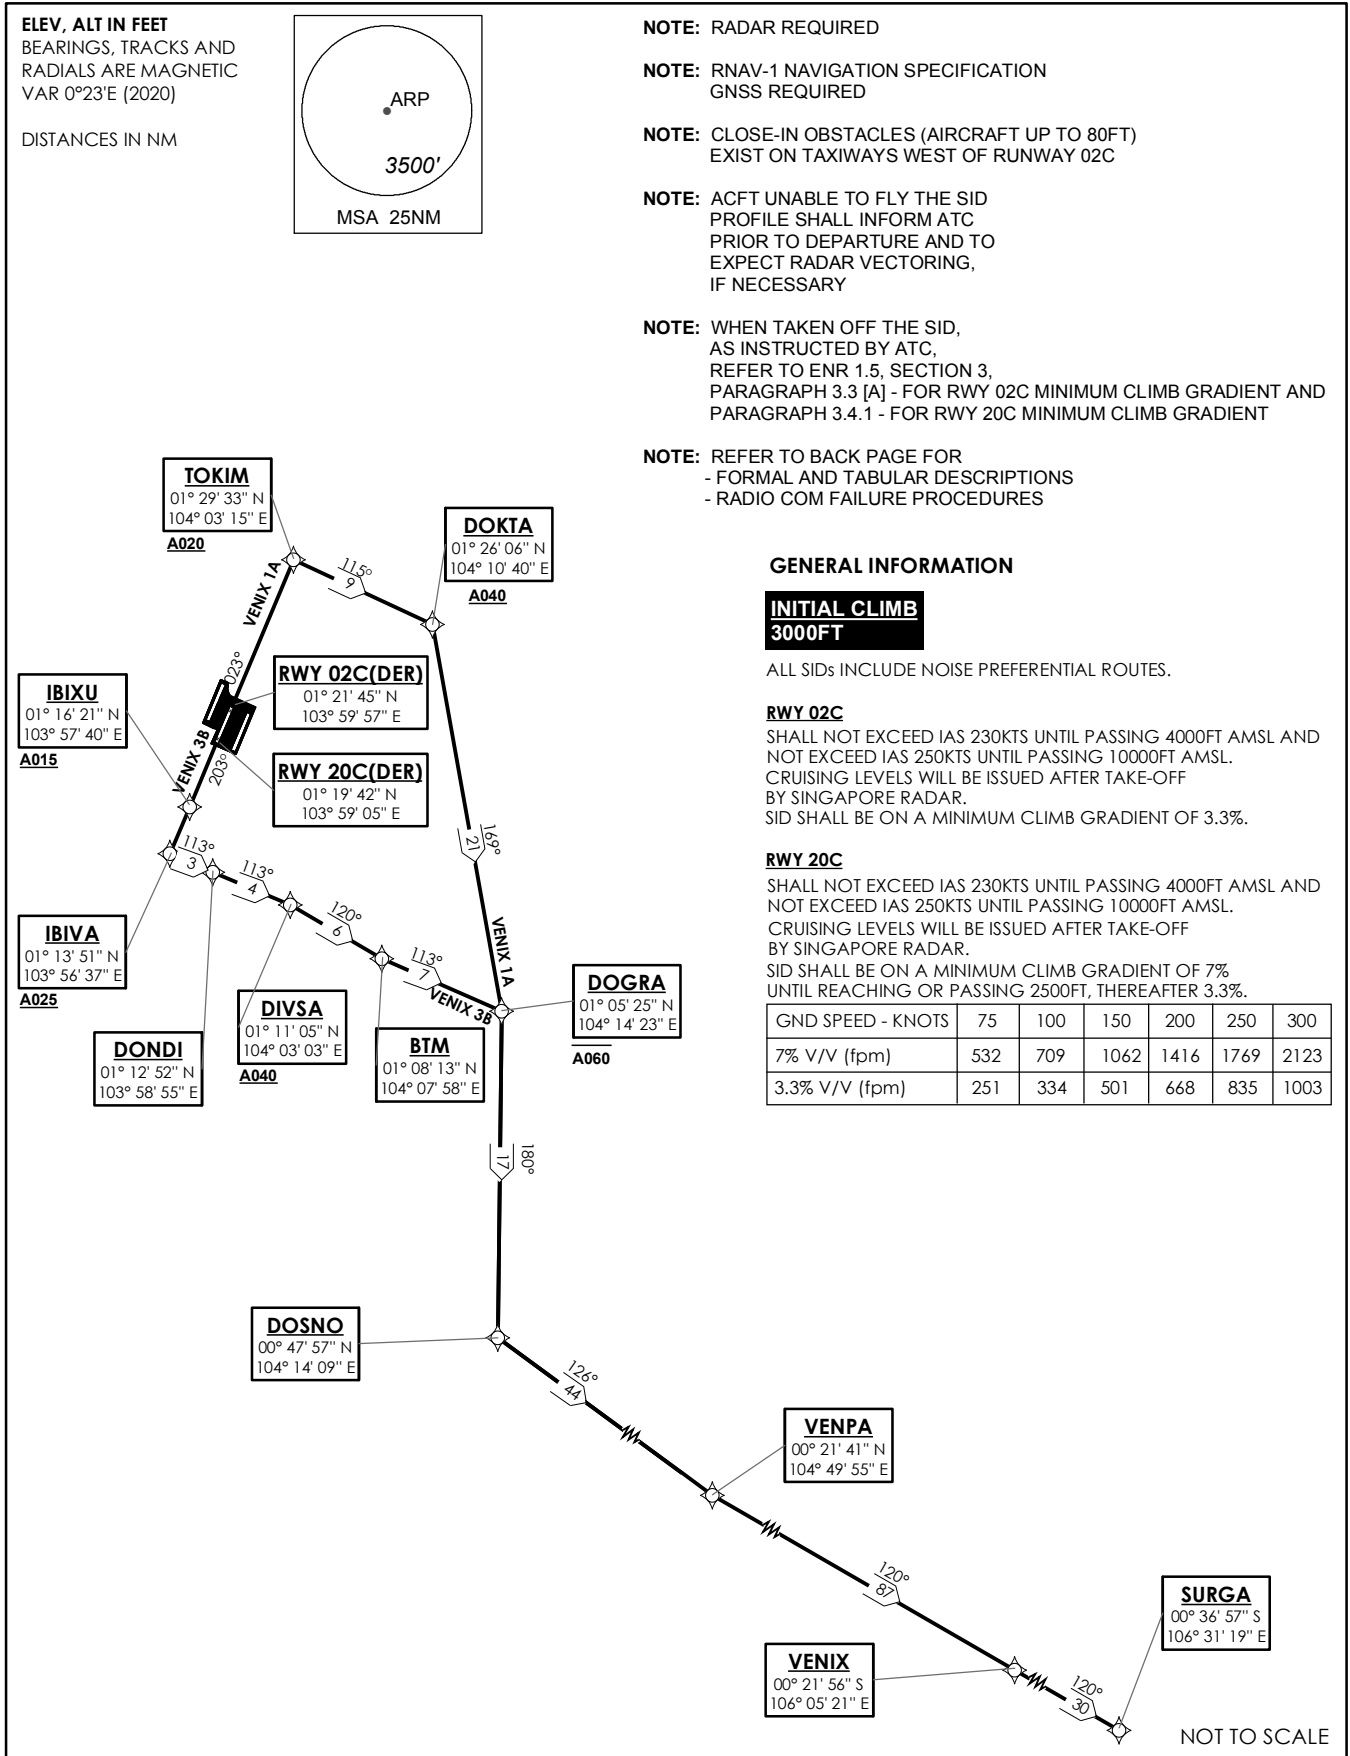 ELEV, ALT IN FEET
BEARINGS, TRACKS AND
RADIALS ARE MAGNETIC
VAR 0°23'E (2020)
DISTANCES IN NM
ARP
3500'
MSA 25NM
NOTE: RADAR REQUIRED
NOTE: RNAV-1 NAVIGATION SPECIFICATION
GNSS REQUIRED
NOTE: CLOSE-IN OBSTACLES (AIRCRAFT UP TO 80FT)
EXIST ON TAXIWAYS WEST OF RUNWAY 02C
NOTE: ACFT UNABLE TO FLY THE SID
PROFILE SHALL INFORM ATC
PRIOR TO DEPARTURE AND TO
EXPECT RADAR VECTORING,
IF NECESSARY
NOTE: WHEN TAKEN OFF THE SID,
AS INSTRUCTED BY ATC,
REFER TO ENR 1.5, SECTION 3,
PARAGRAPH 3.3 [A] - FOR RWY 02C MINIMUM CLIMB GRADIENT AND
PARAGRAPH 3.4.1 - FOR RWY 20C MINIMUM CLIMB GRADIENT
NOTE: REFER TO BACK PAGE FOR
- FORMAL AND TABULAR DESCRIPTIONS
- RADIO COM FAILURE PROCEDURES
TOKIM
01° 29' 33" N
104° 03' 15" E
A020
DOKTA
01° 26' 06" N
104° 10' 40" E
A040
115°
9
VENIX 1A
023°
RWY 02C(DER)
01° 21' 45" N
103° 59' 57" E
IBIXU
01° 16' 21" N
103° 57' 40" E
A015
VENIX 3B
203°
RWY 20C(DER)
01° 19' 42" N
103° 59' 05" E
169°
21
VENIX 1A
113°
3
113°
4
120°
6
113°
7
VENIX 3B
IBIVA
01° 13' 51" N
103° 56' 37" E
A025
DONDI
01° 12' 52" N
103° 58' 55" E
DIVSA
01° 11' 05" N
104° 03' 03" E
A040
BTM
01° 08' 13" N
104° 07' 58" E
DOGRA
01° 05' 25" N
104° 14' 23" E
A060
GENERAL INFORMATION
INITIAL CLIMB
3000FT
ALL SIDs INCLUDE NOISE PREFERENTIAL ROUTES.
RWY 02C
SHALL NOT EXCEED IAS 230KTS UNTIL PASSING 4000FT AMSL AND
NOT EXCEED IAS 250KTS UNTIL PASSING 10000FT AMSL.
CRUISING LEVELS WILL BE ISSUED AFTER TAKE-OFF
BY SINGAPORE RADAR.
SID SHALL BE ON A MINIMUM CLIMB GRADIENT OF 3.3%.
RWY 20C
SHALL NOT EXCEED IAS 230KTS UNTIL PASSING 4000FT AMSL AND
NOT EXCEED IAS 250KTS UNTIL PASSING 10000FT AMSL.
CRUISING LEVELS WILL BE ISSUED AFTER TAKE-OFF
BY SINGAPORE RADAR.
SID SHALL BE ON A MINIMUM CLIMB GRADIENT OF 7%
UNTIL REACHING OR PASSING 2500FT, THEREAFTER 3.3%.
GND SPEED - KNOTS 75 100 150 200 250 300
7% V/V (fpm) 532 709 1062 1416 1769 2123
3.3% V/V (fpm) 251 334 501 668 835 1003
180°
17
DOSNO
00° 47' 57" N
104° 14' 09" E
126°
44
VENPA
00° 21' 41" N
104° 49' 55" E
120°
87
VENIX
00° 21' 56" S
106° 05' 21" E
120°
30
SURGA
00° 36' 57" S
106° 31' 19" E
NOT TO SCALE